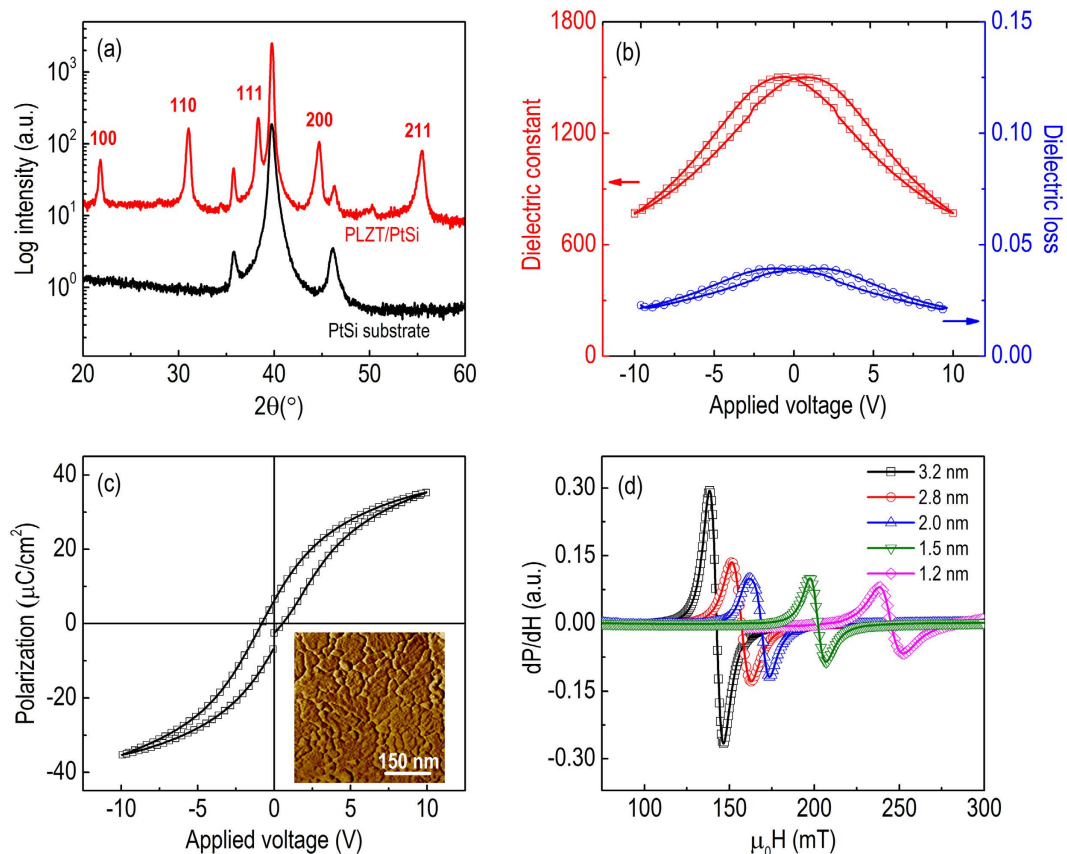 (a)
Log intensity (a.u.)
10³
10²
10¹
10⁰
100
110
111
200
211
PLZT/PtSi
PtSi substrate
20 30 40 50 60
2θ(°)
(b)
Dielectric constant
1800
1500
1200
900
600
300
0
0.15
0.10
0.05
0.00
Dielectric loss
-10 -5 0 5 10
Applied voltage (V)
(c)
Polarization (μC/cm²)
40
20
0
-20
-40
150 nm
-10 -5 0 5 10
Applied voltage (V)
(d)
dP/dH (a.u.)
0.30
0.15
0.00
-0.15
-0.30
3.2 nm
2.8 nm
2.0 nm
1.5 nm
1.2 nm
100 150 200 250 300
μ₀H (mT)